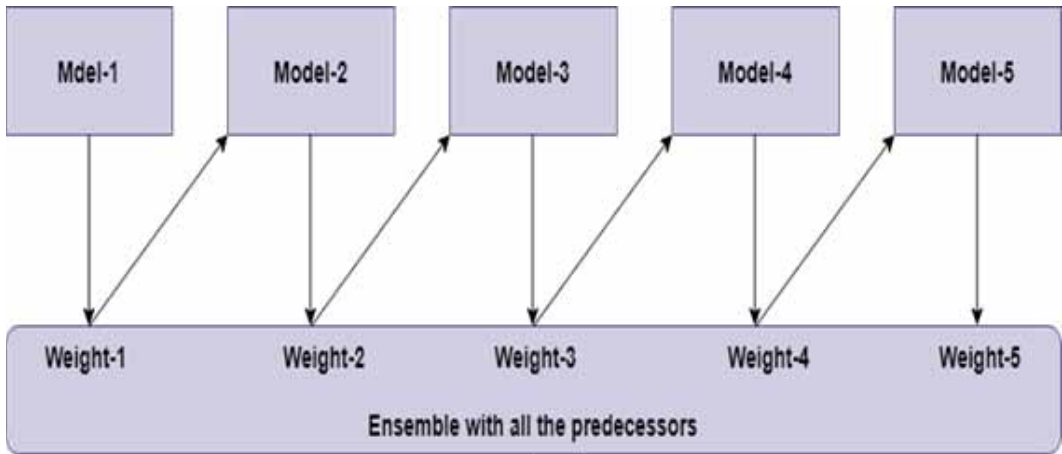 Mdel-1 Model-2 Model-3 Model-4 Model-5
Weight-1 Weight-2 Weight-3 Weight-4 Weight-5
Ensemble with all the predecessors